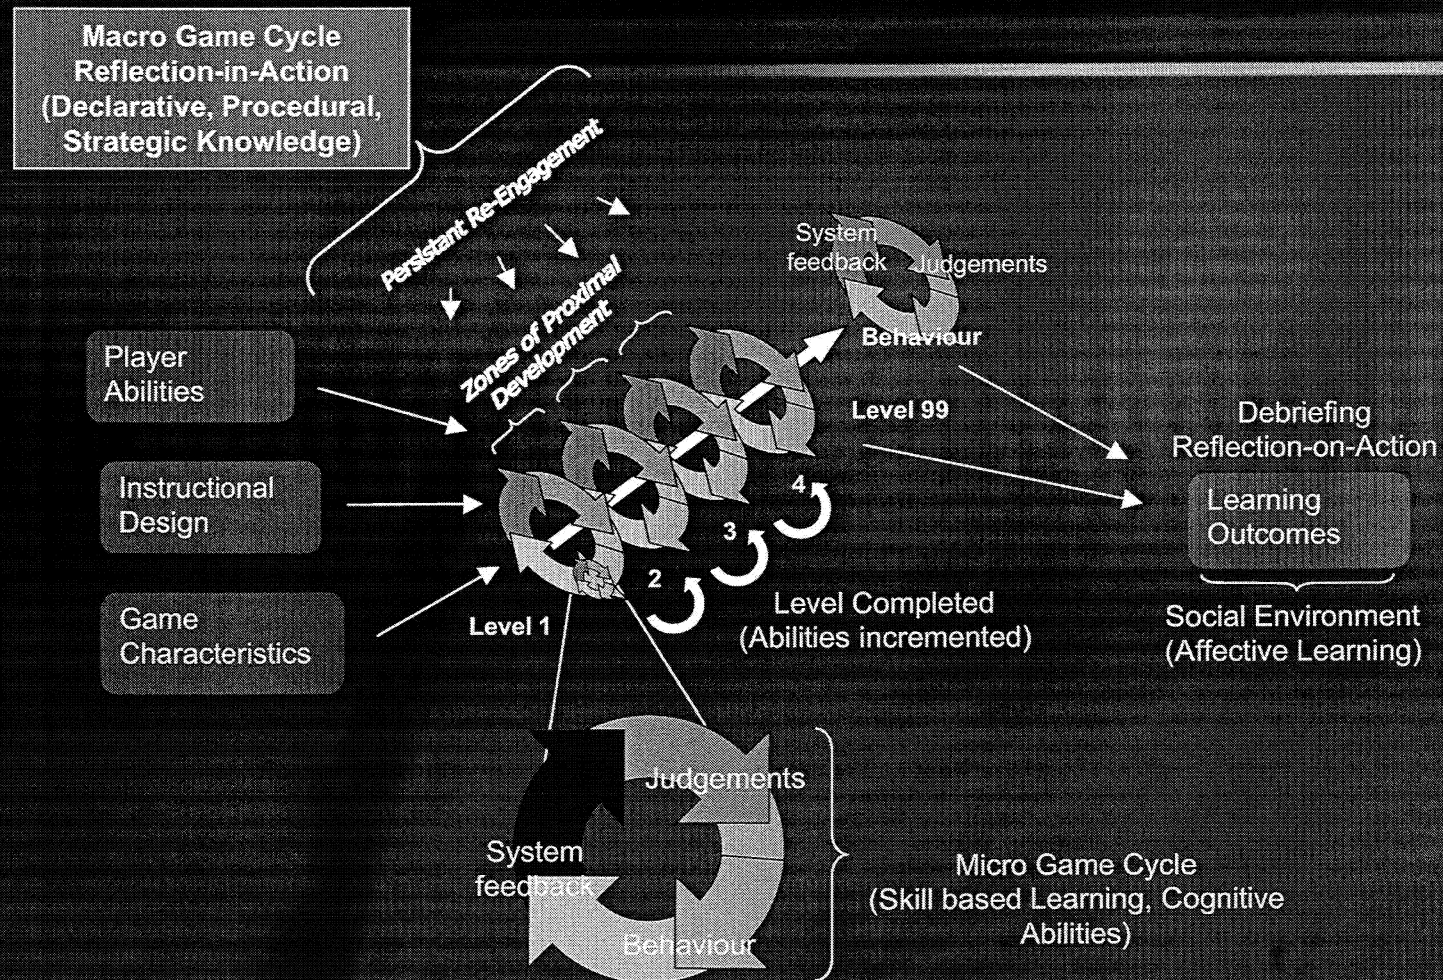 Macro Game Cycle
Reflection-in-Action
(Declarative, Procedural,
Strategic Knowledge)
Persistant Re-Engagement
Zones of Proximal
Development
System
feedback
Judgements
Behaviour
Player
Abilities
Instructional
Design
Game
Characteristics
Level 1
2
3
4
Level 99
Level Completed
(Abilities incremented)
Debriefing
Reflection-on-Action
Learning
Outcomes
Social Environment
(Affective Learning)
Judgements
System
feedback
Behaviour
Micro Game Cycle
(Skill based Learning, Cognitive
Abilities)